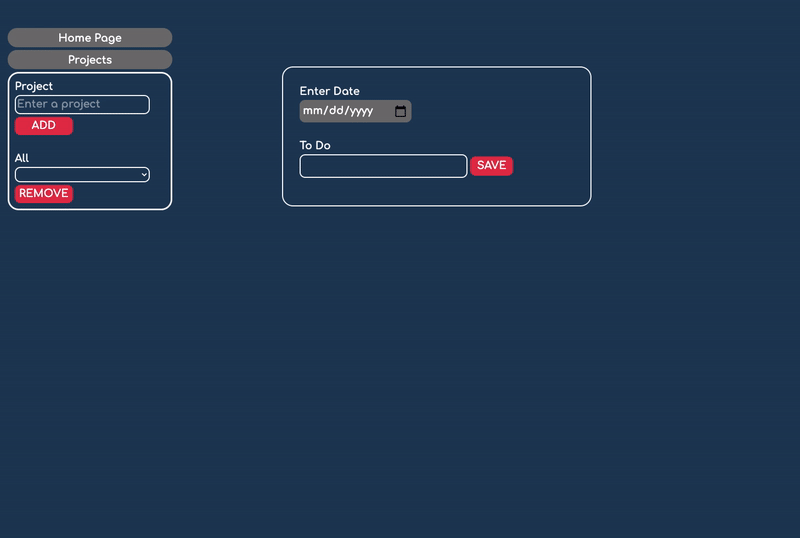 Home Page
Projects
Project
Enter a project
ADD
All
REMOVE
Enter Date
mm/dd/yyyy
To Do
SAVE